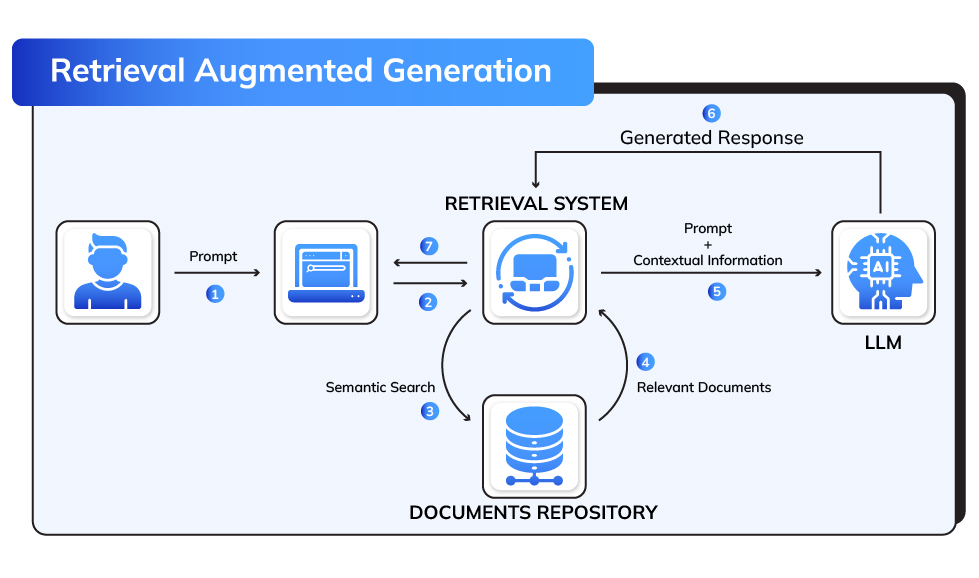 Retrieval Augmented Generation
6
Generated Response
RETRIEVAL SYSTEM
Prompt
1
7
2
Prompt
+
Contextual Information
5
AI
LLM
Semantic Search
3
4
Relevant Documents
DOCUMENTS REPOSITORY